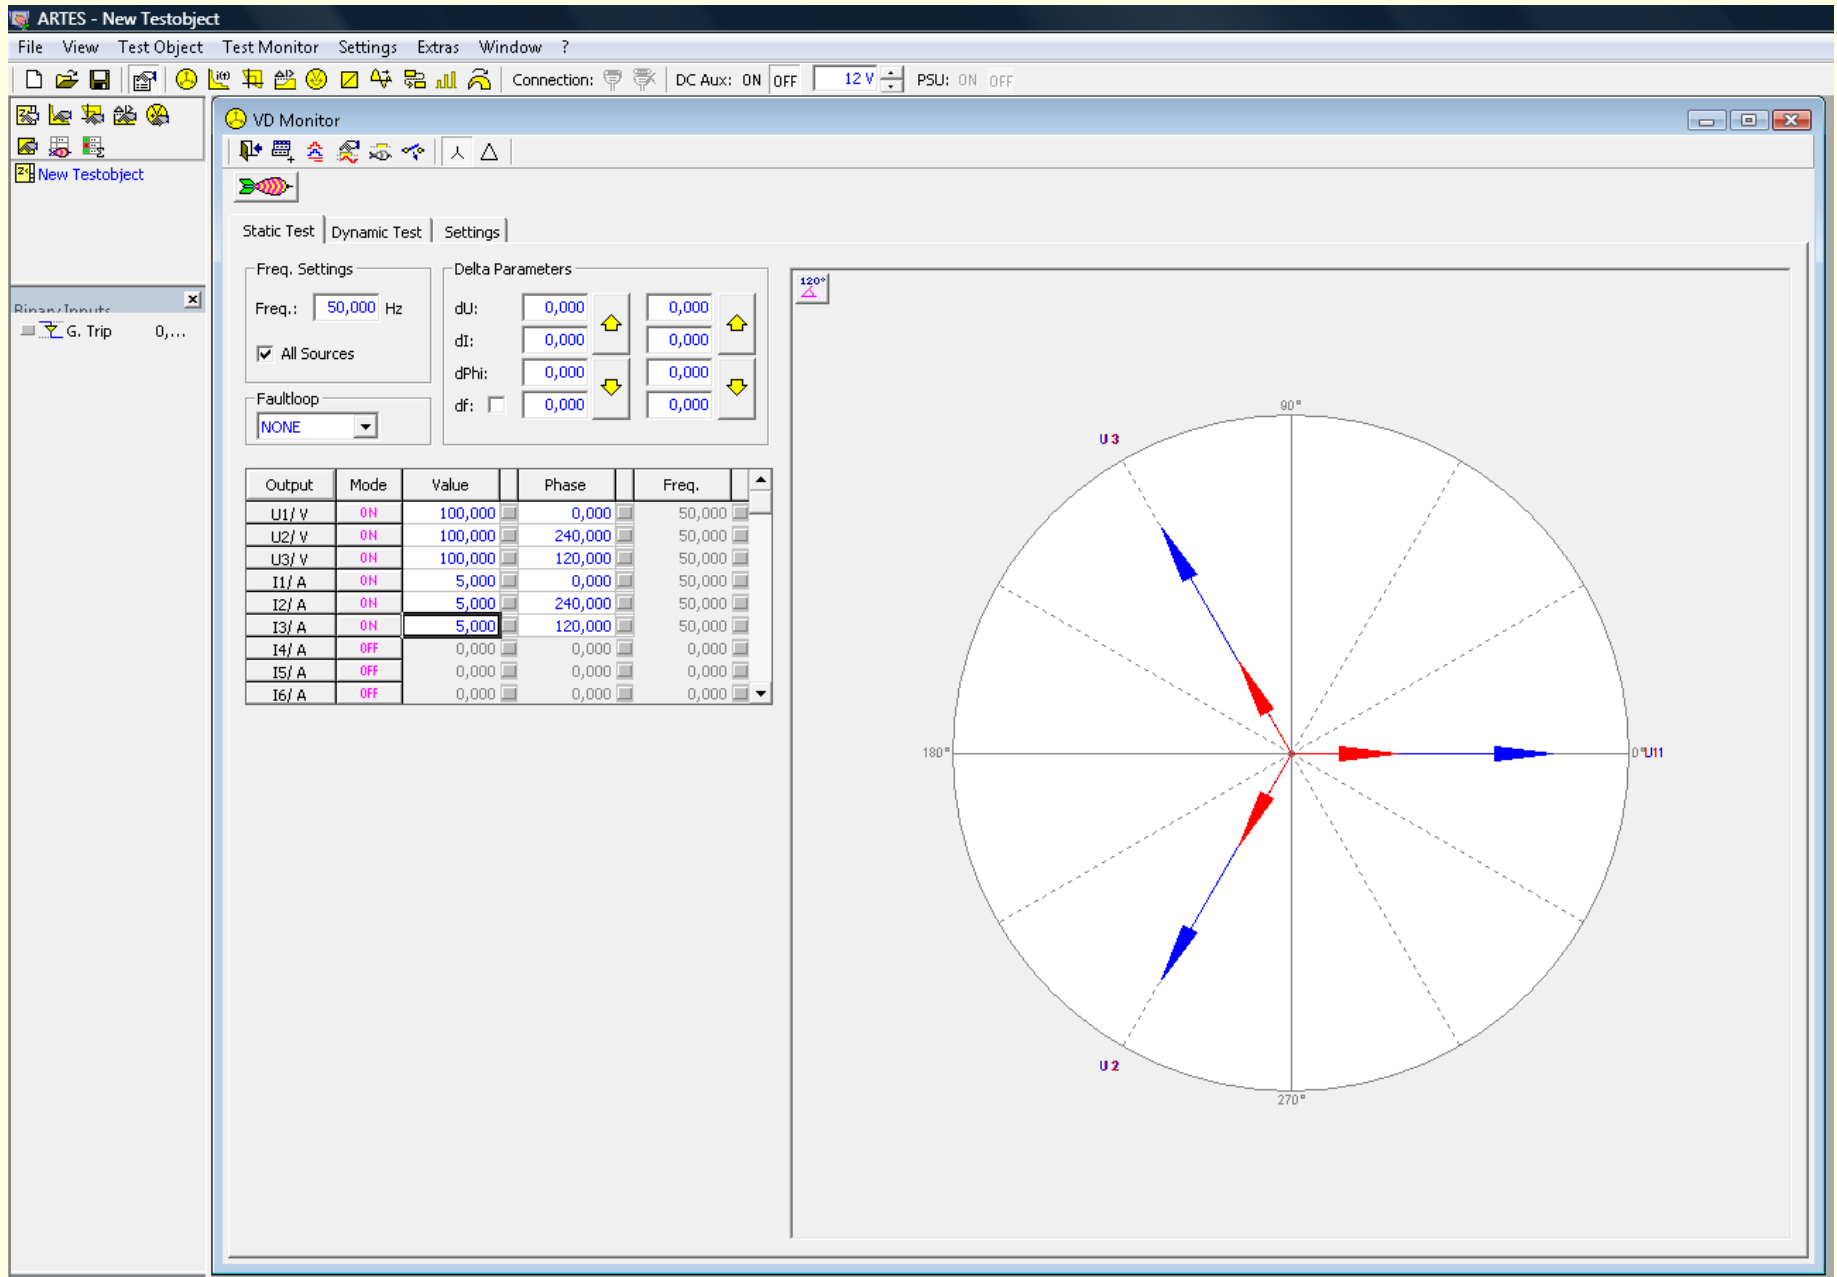 ARTES - New Testobject
File View Test Object Test Monitor Settings Extras Window ?
Connection: DC Aux: ON OFF 12 V PSU: ON OFF
New Testobject
Binary Inputs
G. Trip 0,...
VD Monitor
Static Test Dynamic Test Settings
Freq. Settings
Freq.: 50,000 Hz
All Sources
Faultloop
NONE
Delta Parameters
dU: 0,000 0,000
dI: 0,000 0,000
dPhi: 0,000 0,000
df: 0,000 0,000
Output Mode Value Phase Freq.
U1/ V ON 100,000 0,000 50,000
U2/ V ON 100,000 240,000 50,000
U3/ V ON 100,000 120,000 50,000
I1/ A ON 5,000 0,000 50,000
I2/ A ON 5,000 240,000 50,000
I3/ A ON 5,000 120,000 50,000
I4/ A OFF 0,000 0,000 0,000
I5/ A OFF 0,000 0,000 0,000
I6/ A OFF 0,000 0,000 0,000
120°
90°
U 3
180°
0°
U 2
270°